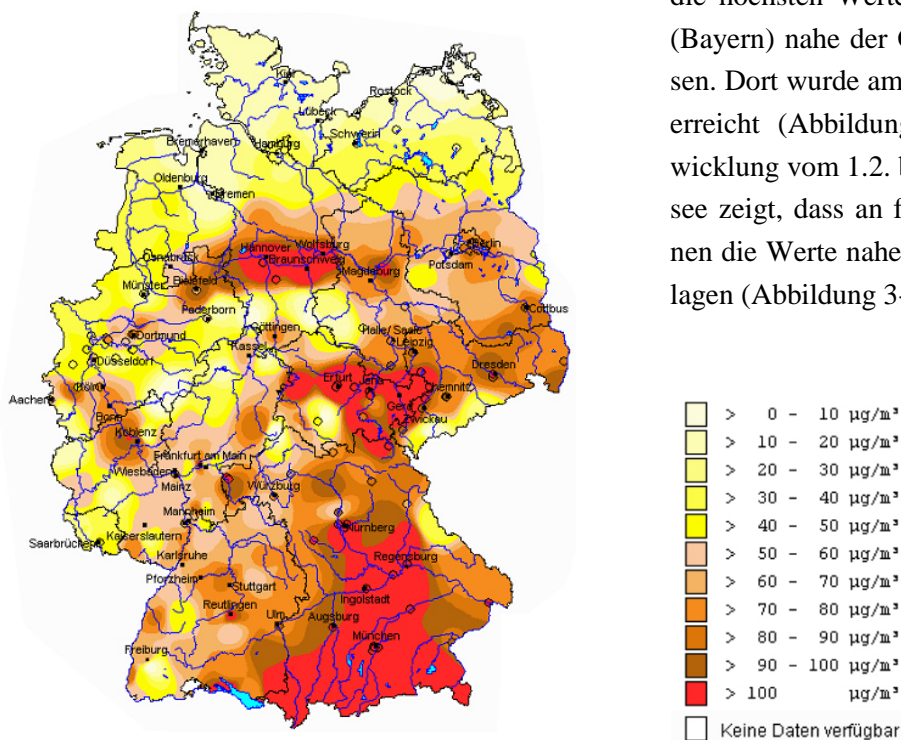 die höchsten Werte
(Bayern) nahe der
sen. Dort wurde am
erreicht (Abbildung
wicklung vom 1.2.
see zeigt, dass an
nen die Werte nahe
lagen (Abbildung 3-
Kiel
Rostock
Lübeck
Schwerin
Bremerhaven
Hamburg
Oldenburg
Bremen
Hannover
Wolfsburg
Braunschweig
Berlin
Potsdam
Osnabrück
Magdeburg
Münster
Bielefeld
Cottbus
Paderborn
Göttingen
Halle/ Saale
Dortmund
Leipzig
Kassel
Düsseldorf
Dresden
Erfurt
Jena
Chemnitz
Köln
Aachen
Gera
Zwickau
Bonn
Koblenz
Frankfurt am Main
Wiesbaden
Mainz
Würzburg
Mannheim
Nürnberg
Kaiserslautern
Saarbrücken
Karlsruhe
Regensburg
Pforzheim
Stuttgart
Ingolstadt
Reutlingen
Ulm
Augsburg
München
Freiburg
> 0 - 10 µg/m³
> 10 - 20 µg/m³
> 20 - 30 µg/m³
> 30 - 40 µg/m³
> 40 - 50 µg/m³
> 50 - 60 µg/m³
> 60 - 70 µg/m³
> 70 - 80 µg/m³
> 80 - 90 µg/m³
> 90 - 100 µg/m³
> 100 µg/m³
Keine Daten verfügbar